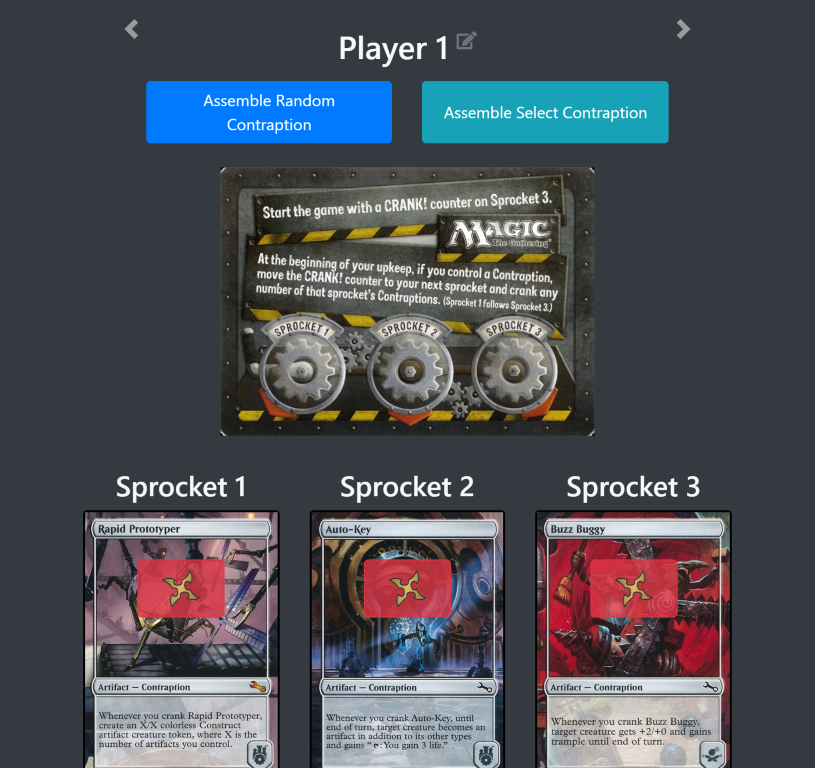 Player 1
Assemble Random
Contraption
Assemble Select Contraption
Start the game with a CRANK! counter on Sprocket 3.
MAGIC
The Gathering®
At the beginning of your upkeep, if you control a Contraption,
move the CRANK! counter to your next sprocket and crank any
number of that sprocket's Contraptions. (Sprocket 1 follows Sprocket 3.)
SPROCKET 1
SPROCKET 2
SPROCKET 3
Sprocket 1
Sprocket 2
Sprocket 3
Rapid Prototyper
Artifact — Contraption
Whenever you crank Rapid Prototyper,
create an X/X colorless Construct
artifact creature token, where X is the
number of artifacts you control.
Auto-Key
Artifact — Contraption
Whenever you crank Auto-Key, until
end of turn, target creature becomes an
artifact in addition to its other types
and gains “: You gain 3 life.”
Buzz Buggy
Artifact — Contraption
Whenever you crank Buzz Buggy,
target creature gets +2/+0 and gains
trample until end of turn.